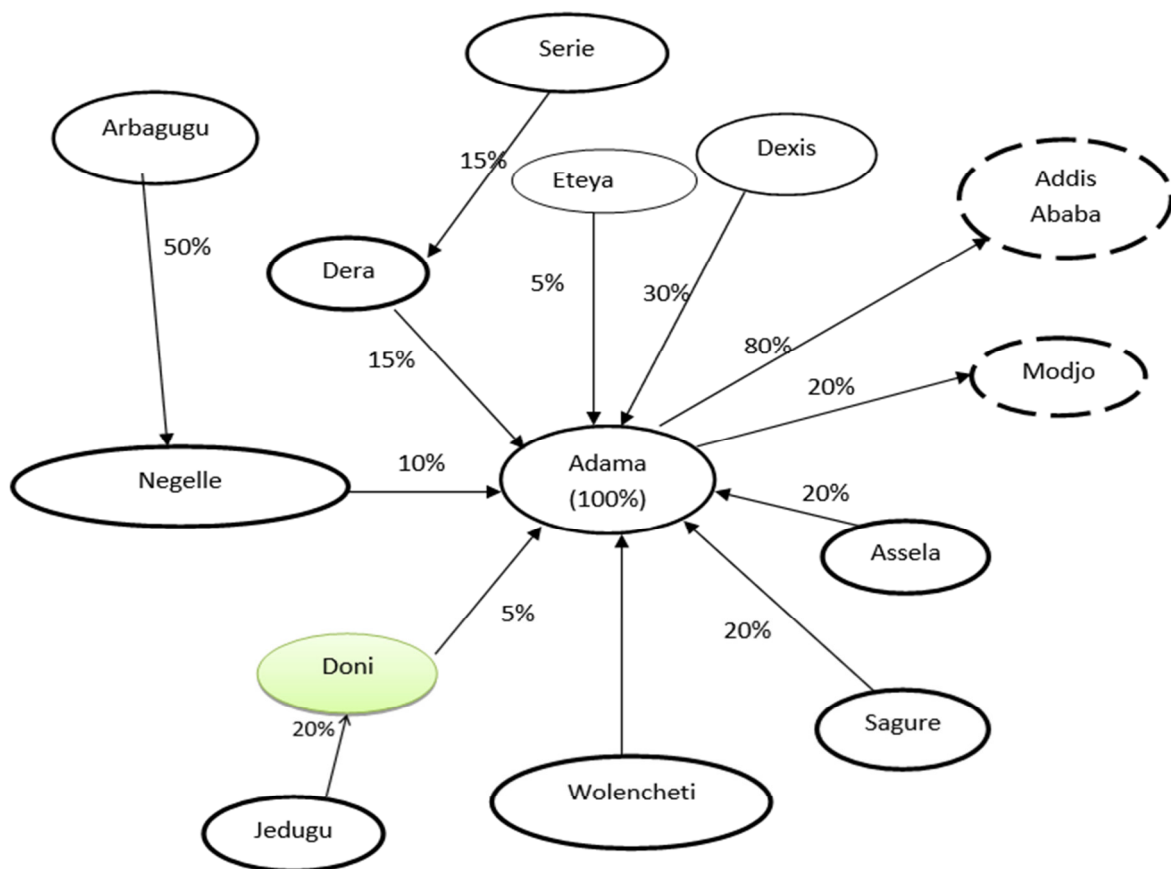 Serie
Arbagugu
Dexis
15%
Eteya
Addis
Ababa
50%
Dera
5%
30%
80%
15%
20%
Modjo
Negelle
10%
Adama
(100%)
20%
Assela
5%
20%
Doni
20%
Sagure
Wolencheti
Jedugu